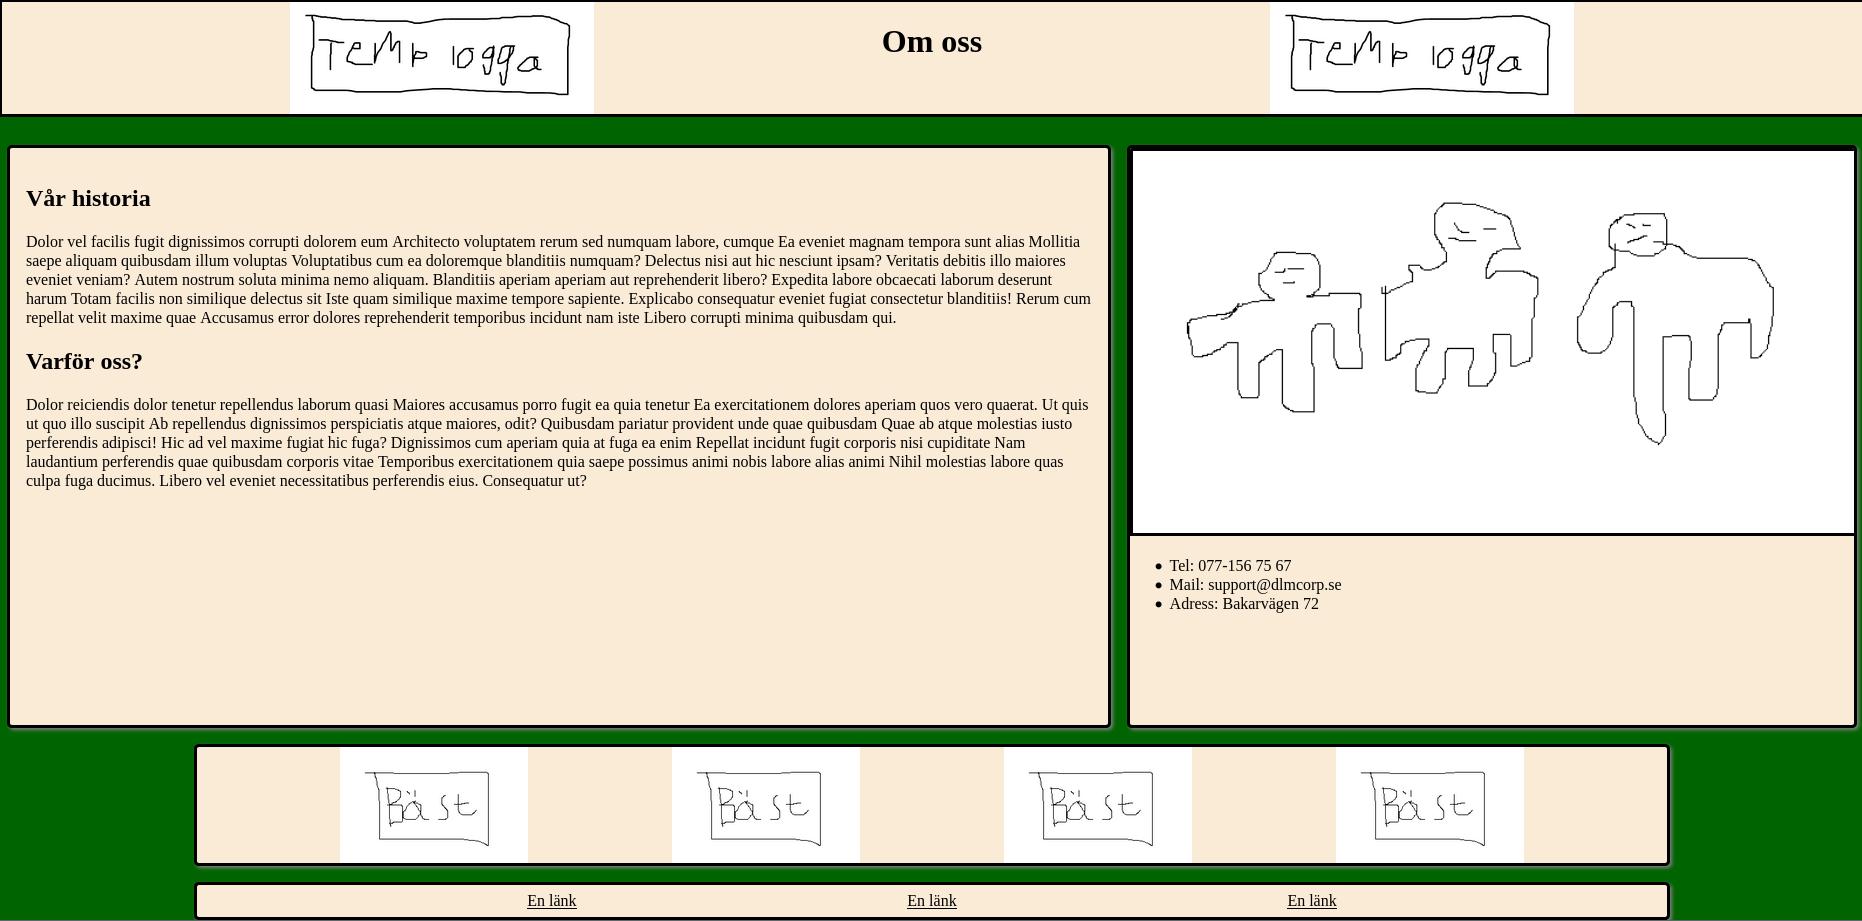 TeMp logga
Om oss
TeMp logga
Vår historia
Dolor vel facilis fugit dignissimos corrupti dolorem eum Architecto voluptatem rerum sed numquam labore, cumque Ea eveniet magnam tempora sunt alias Mollitia
saepe aliquam quibusdam illum voluptas Voluptatibus cum ea doloremque blanditiis numquam? Delectus nisi aut hic nesciunt ipsam? Veritatis debitis illo maiores
eveniet veniam? Autem nostrum soluta minima nemo aliquam. Blanditiis aperiam aperiam aut reprehenderit libero? Expedita labore obcaecati laborum deserunt
harum Totam facilis non similique delectus sit Iste quam similique maxime tempore sapiente. Explicabo consequatur eveniet fugiat consectetur blanditiis! Rerum cum
repellat velit maxime quae Accusamus error dolores reprehenderit temporibus incidunt nam iste Libero corrupti minima quibusdam qui.
Varför oss?
Dolor reiciendis dolor tenetur repellendus laborum quasi Maiores accusamus porro fugit ea quia tenetur Ea exercitationem dolores aperiam quos vero quaerat. Ut quis
ut quo illo suscipit Ab repellendus dignissimos perspiciatis atque maiores, odit? Quibusdam pariatur provident unde quae quibusdam Quae ab atque molestias iusto
perferendis adipisci! Hic ad vel maxime fugiat hic fuga? Dignissimos cum aperiam quia at fuga ea enim Repellat incidunt fugit corporis nisi cupiditate Nam
laudantium perferendis quae quibusdam corporis vitae Temporibus exercitationem quia saepe possimus animi nobis labore alias animi Nihil molestias labore quas
culpa fuga ducimus. Libero vel eveniet necessitatibus perferendis eius. Consequatur ut?
Tel: 077-156 75 67
Mail: support@dlmcorp.se
Adress: Bakarvägen 72
Bäst
Bäst
Bäst
Bäst
En länk
En länk
En länk